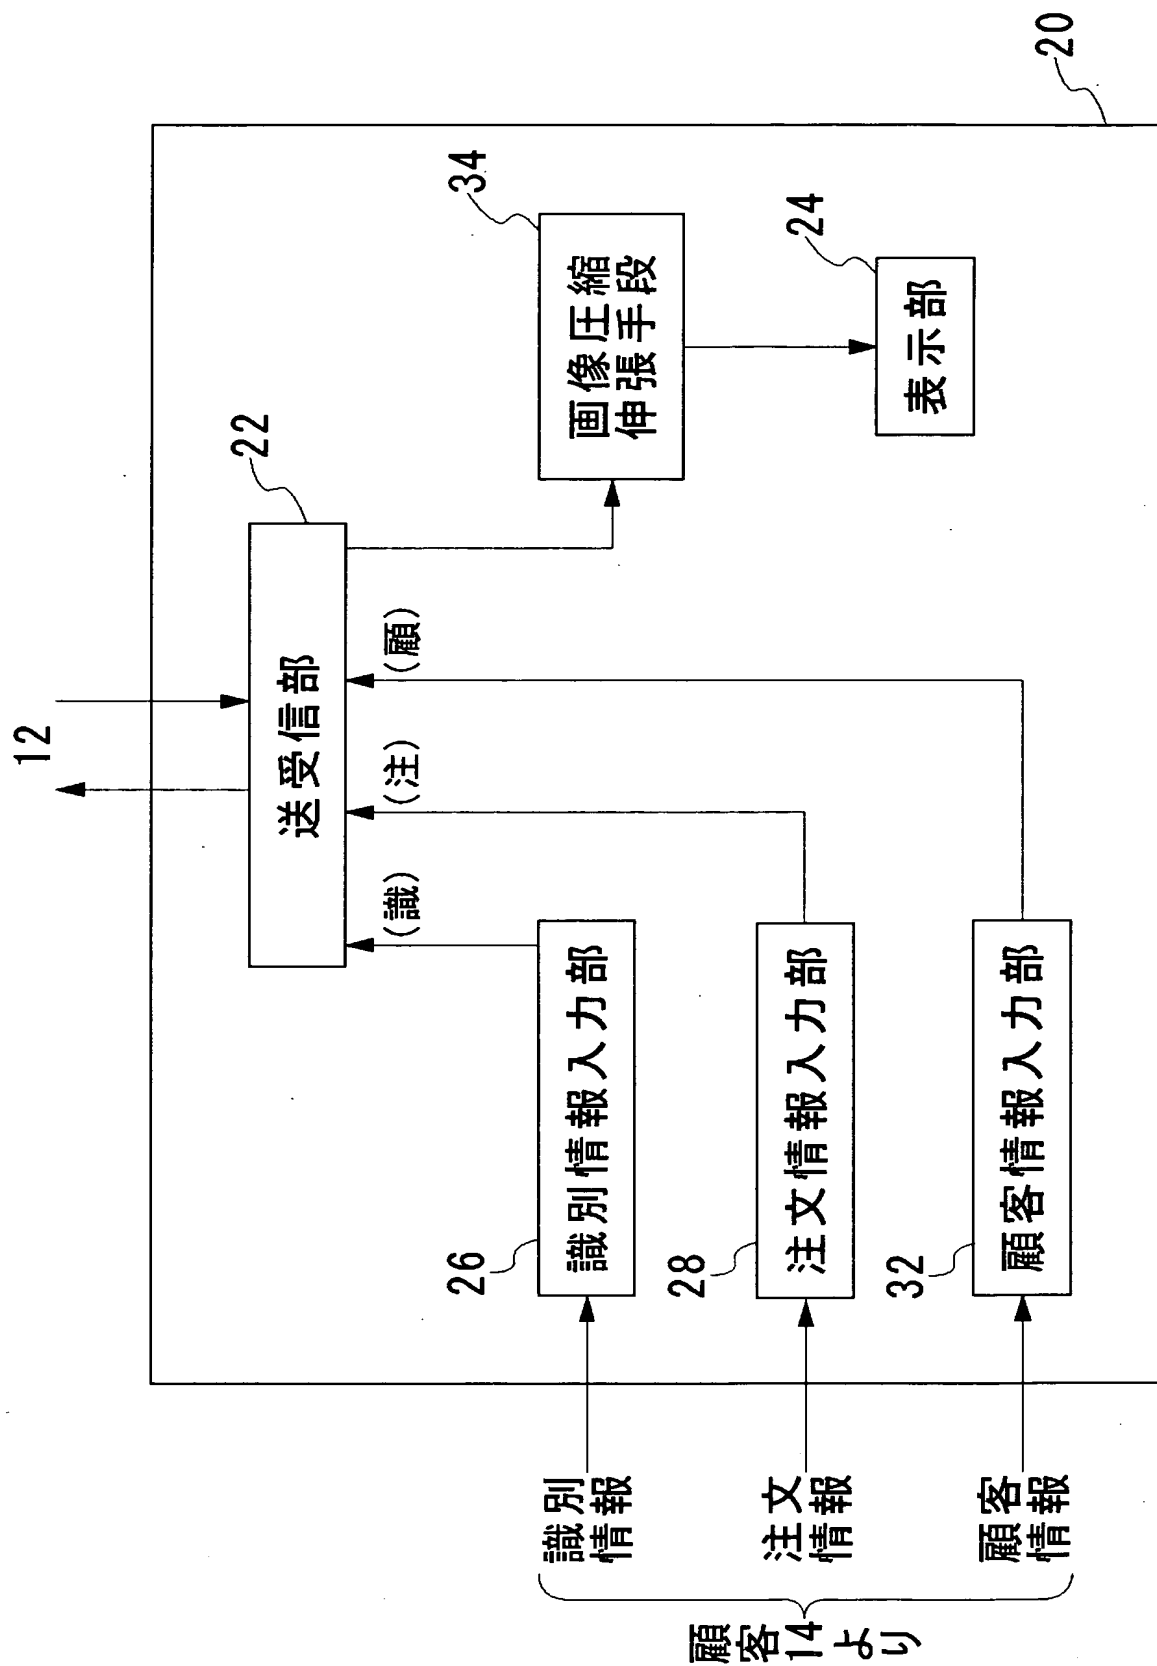 12
20
22
送受信部
34
画像圧縮
伸張手段
24
表示部
(識)
(注)
(顧)
26
識別情報入力部
28
注文情報入力部
32
顧客情報入力部
識別
情報
注文
情報
顧客
情報
顧客14より